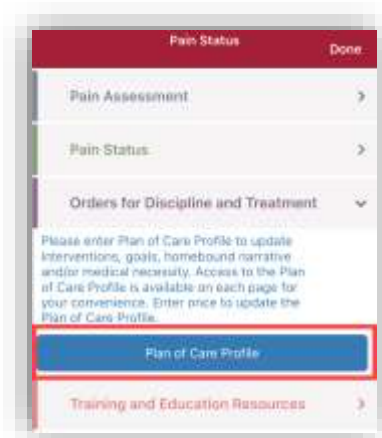 Pain Status
Done
Pain Assessment
Pain Status
Orders for Discipline and Treatment
Please enter Plan of Care Profile to update
interventions, goals, homebound narrative
and/or medical necessity. Access to the Plan
of Care Profile is available on each page for
your convenience. Enter once to update the
Plan of Care Profile.
Plan of Care Profile
Training and Education Resources